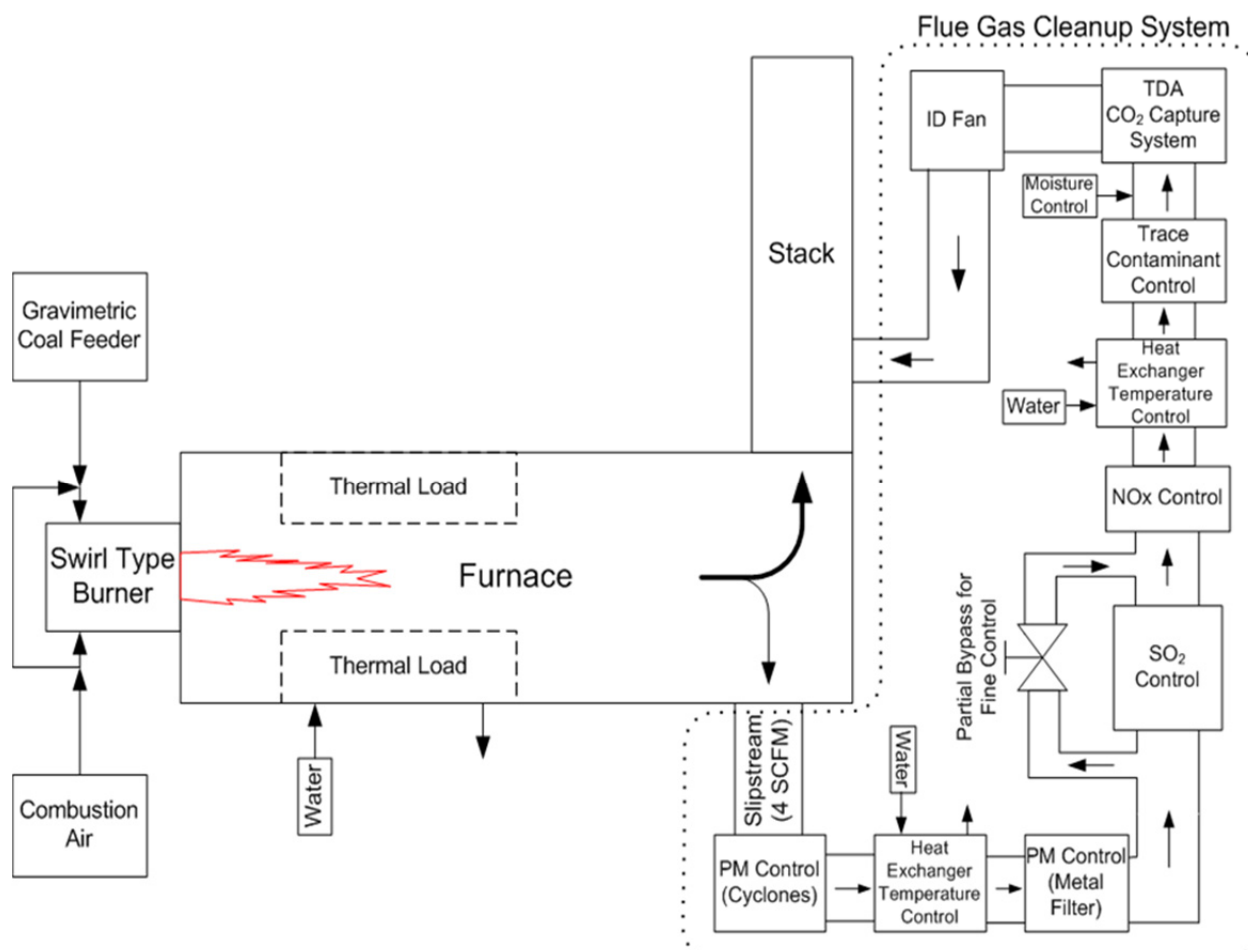 Flue Gas Cleanup System
ID Fan
TDA
CO₂ Capture
System
Moisture
Control
Stack
Trace
Contaminant
Control
Gravimetric
Coal Feeder
Heat
Exchanger
Temperature
Control
Water
Thermal Load
NOx Control
Swirl Type
Burner
Furnace
Thermal Load
Partial Bypass for
Fine Control
SO₂
Control
Slipstream
(4 SCFM)
Water
Water
Combustion
Air
PM Control
(Cyclones)
Heat
Exchanger
Temperature
Control
PM Control
(Metal
Filter)